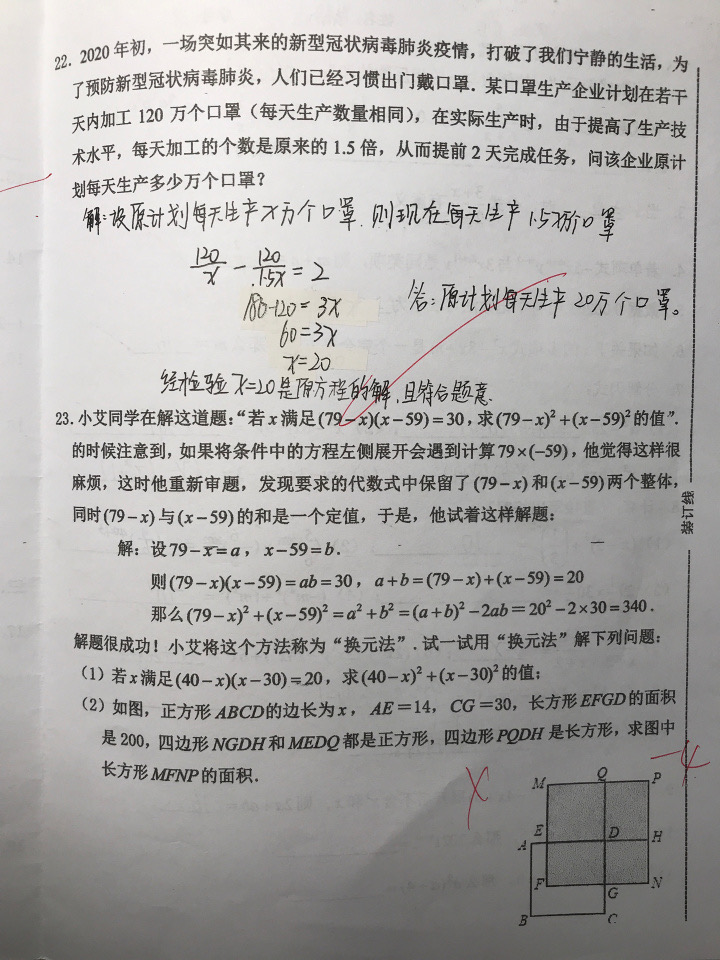 22. 2020年初，一场突如其来的新型冠状病毒肺炎疫情，打破了我们宁静的生活，为
了预防新型冠状病毒肺炎，人们已经习惯出门戴口罩．某口罩生产企业计划在若干
天内加工 120 万个口罩（每天生产数量相同），在实际生产时，由于提高了生产技
术水平，每天加工的个数是原来的 1.5 倍，从而提前 2 天完成任务，问该企业原计
划每天生产多少万个口罩？
解：设原计划每天生产x万个口罩，则现在每天生产1.5x万个口罩
120/x - 120/1.5x = 2
180-120=3x
60=3x
x=20
答：原计划每天生产20万个口罩。
经检验x=20是原方程的解，且符合题意.
23. 小艾同学在解这道题：“若 x 满足 (79-x)(x-59)=30，求 (79-x)²+(x-59)² 的值”．
的时候注意到，如果将条件中的方程左侧展开会遇到计算 79×(-59)，他觉得这样很
麻烦，这时他重新审题，发现要求的代数式中保留了 (79-x) 和 (x-59) 两个整体，
同时 (79-x) 与 (x-59) 的和是一个定值，于是，他试着这样解题：
解：设 79-x=a，x-59=b．
则 (79-x)(x-59)=ab=30，a+b=(79-x)+(x-59)=20
那么 (79-x)²+(x-59)²=a²+b²=(a+b)²-2ab=20²-2×30=340．
解题很成功！小艾将这个方法称为“换元法”．试一试用“换元法”解下列问题：
（1）若 x 满足 (40-x)(x-30)=20，求 (40-x)²+(x-30)² 的值；
（2）如图，正方形 ABCD 的边长为 x，AE=14，CG=30，长方形 EFGD 的面积
是 200，四边形 NGDH 和 MEDQ 都是正方形，四边形 PQDH 是长方形，求图中
长方形 MFNP 的面积．
-4
M Q P
A E D H
F G N
B C
装订线